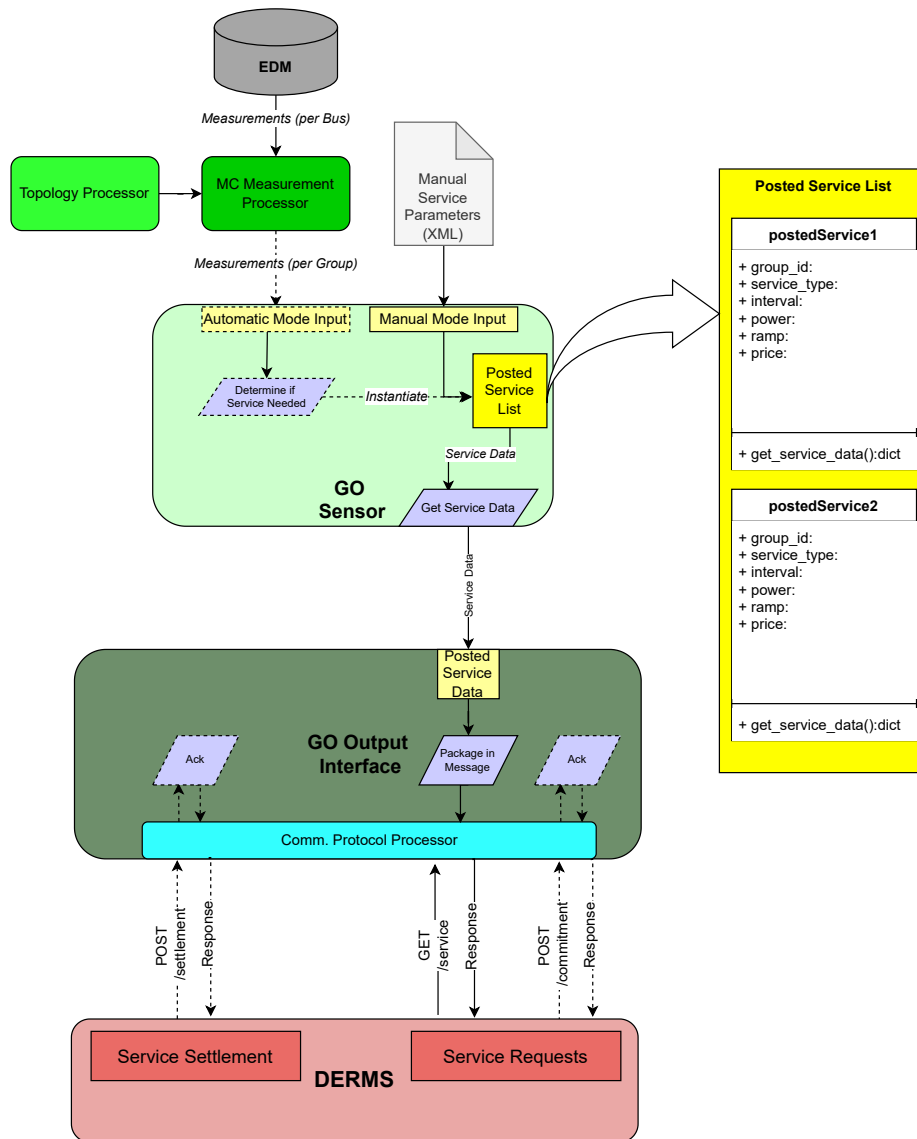 EDM
Measurements (per Bus)
Topology Processor
MC Measurement
Processor
Manual
Service
Parameters
(XML)
Measurements (per Group)
Automatic Mode Input
Manual Mode Input
Determine if
Service Needed
Instantiate
Posted
Service
List
Service Data
GO
Sensor
Get Service Data
Service Data
Posted Service List
postedService1
+ group_id:
+ service_type:
+ interval:
+ power:
+ ramp:
+ price:
+ get_service_data():dict
postedService2
+ group_id:
+ service_type:
+ interval:
+ power:
+ ramp:
+ price:
+ get_service_data():dict
Posted
Service
Data
GO Output
Interface
Ack
Package in
Message
Ack
Comm. Protocol Processor
POST
/settlement
Response
GET
/service
Response
POST
/commitment
Response
Service Settlement
Service Requests
DERMS